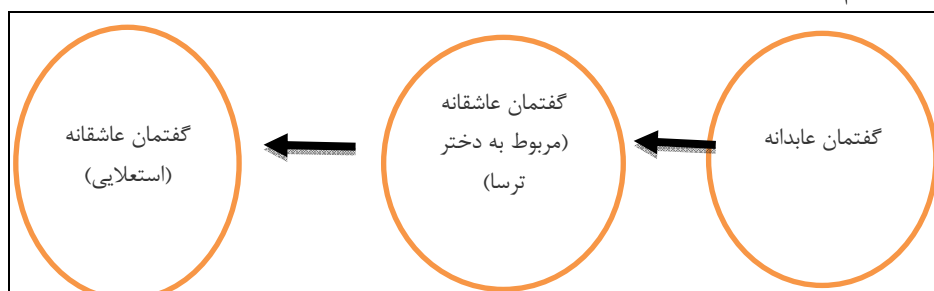 گفتمان عابدانه
گفتمان عاشقانه
(مربوط به دختر
ترسا)
گفتمان عاشقانه
(استعلایی)